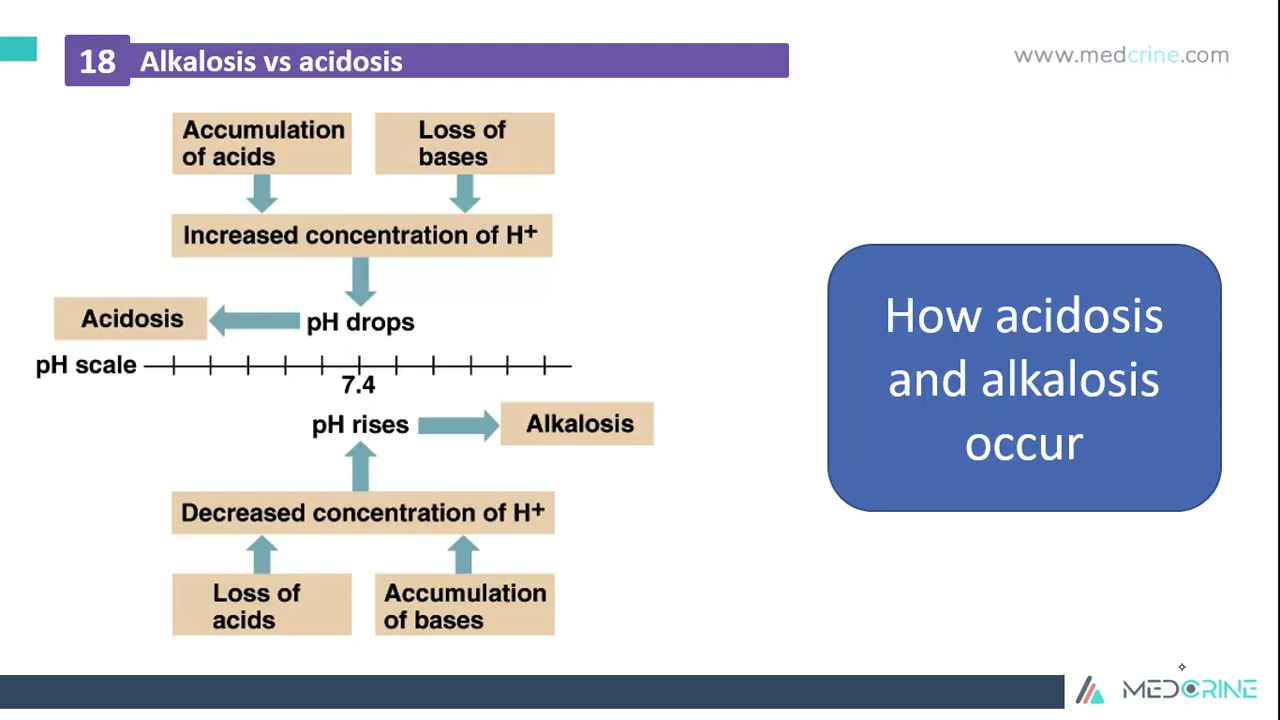 18 Alkalosis vs acidosis
www.medcrine.com
Accumulation
of acids
Loss of
bases
Increased concentration of H+
Acidosis
pH drops
pH scale
7.4
pH rises
Alkalosis
Decreased concentration of H+
Loss of
acids
Accumulation
of bases
How acidosis
and alkalosis
occur
MEDCRINE